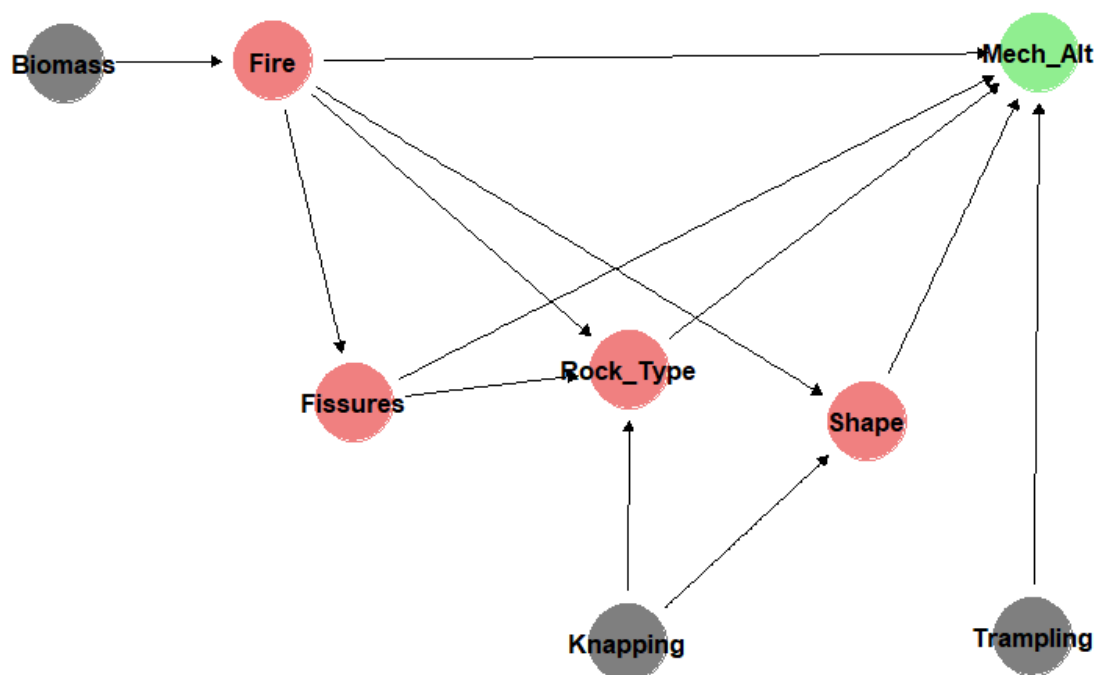 Biomass
Fire
Mech_Alt
Fissures
Rock_Type
Shape
Knapping
Trampling